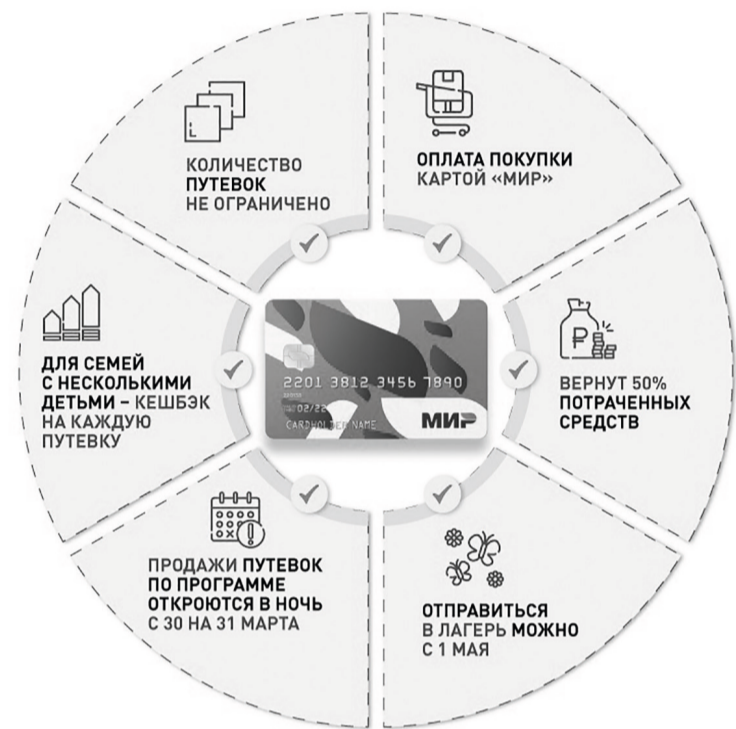 КОЛИЧЕСТВО
ПУТЕВОК
НЕ ОГРАНИЧЕНО
ОПЛАТА ПОКУПКИ
КАРТОЙ «МИР»
ДЛЯ СЕМЕЙ
С НЕСКОЛЬКИМИ
ДЕТЬМИ – КЕШБЭК
НА КАЖДУЮ
ПУТЕВКУ
2201 3812 3456 7890
02/22
CARDHOLDER NAME
МИР
₽
ВЕРНУТ 50%
ПОТРАЧЕННЫХ
СРЕДСТВ
ПРОДАЖИ ПУТЕВОК
ПО ПРОГРАММЕ
ОТКРОЮТСЯ В НОЧЬ
С 30 НА 31 МАРТА
ОТПРАВИТЬСЯ
В ЛАГЕРЬ МОЖНО
С 1 МАЯ